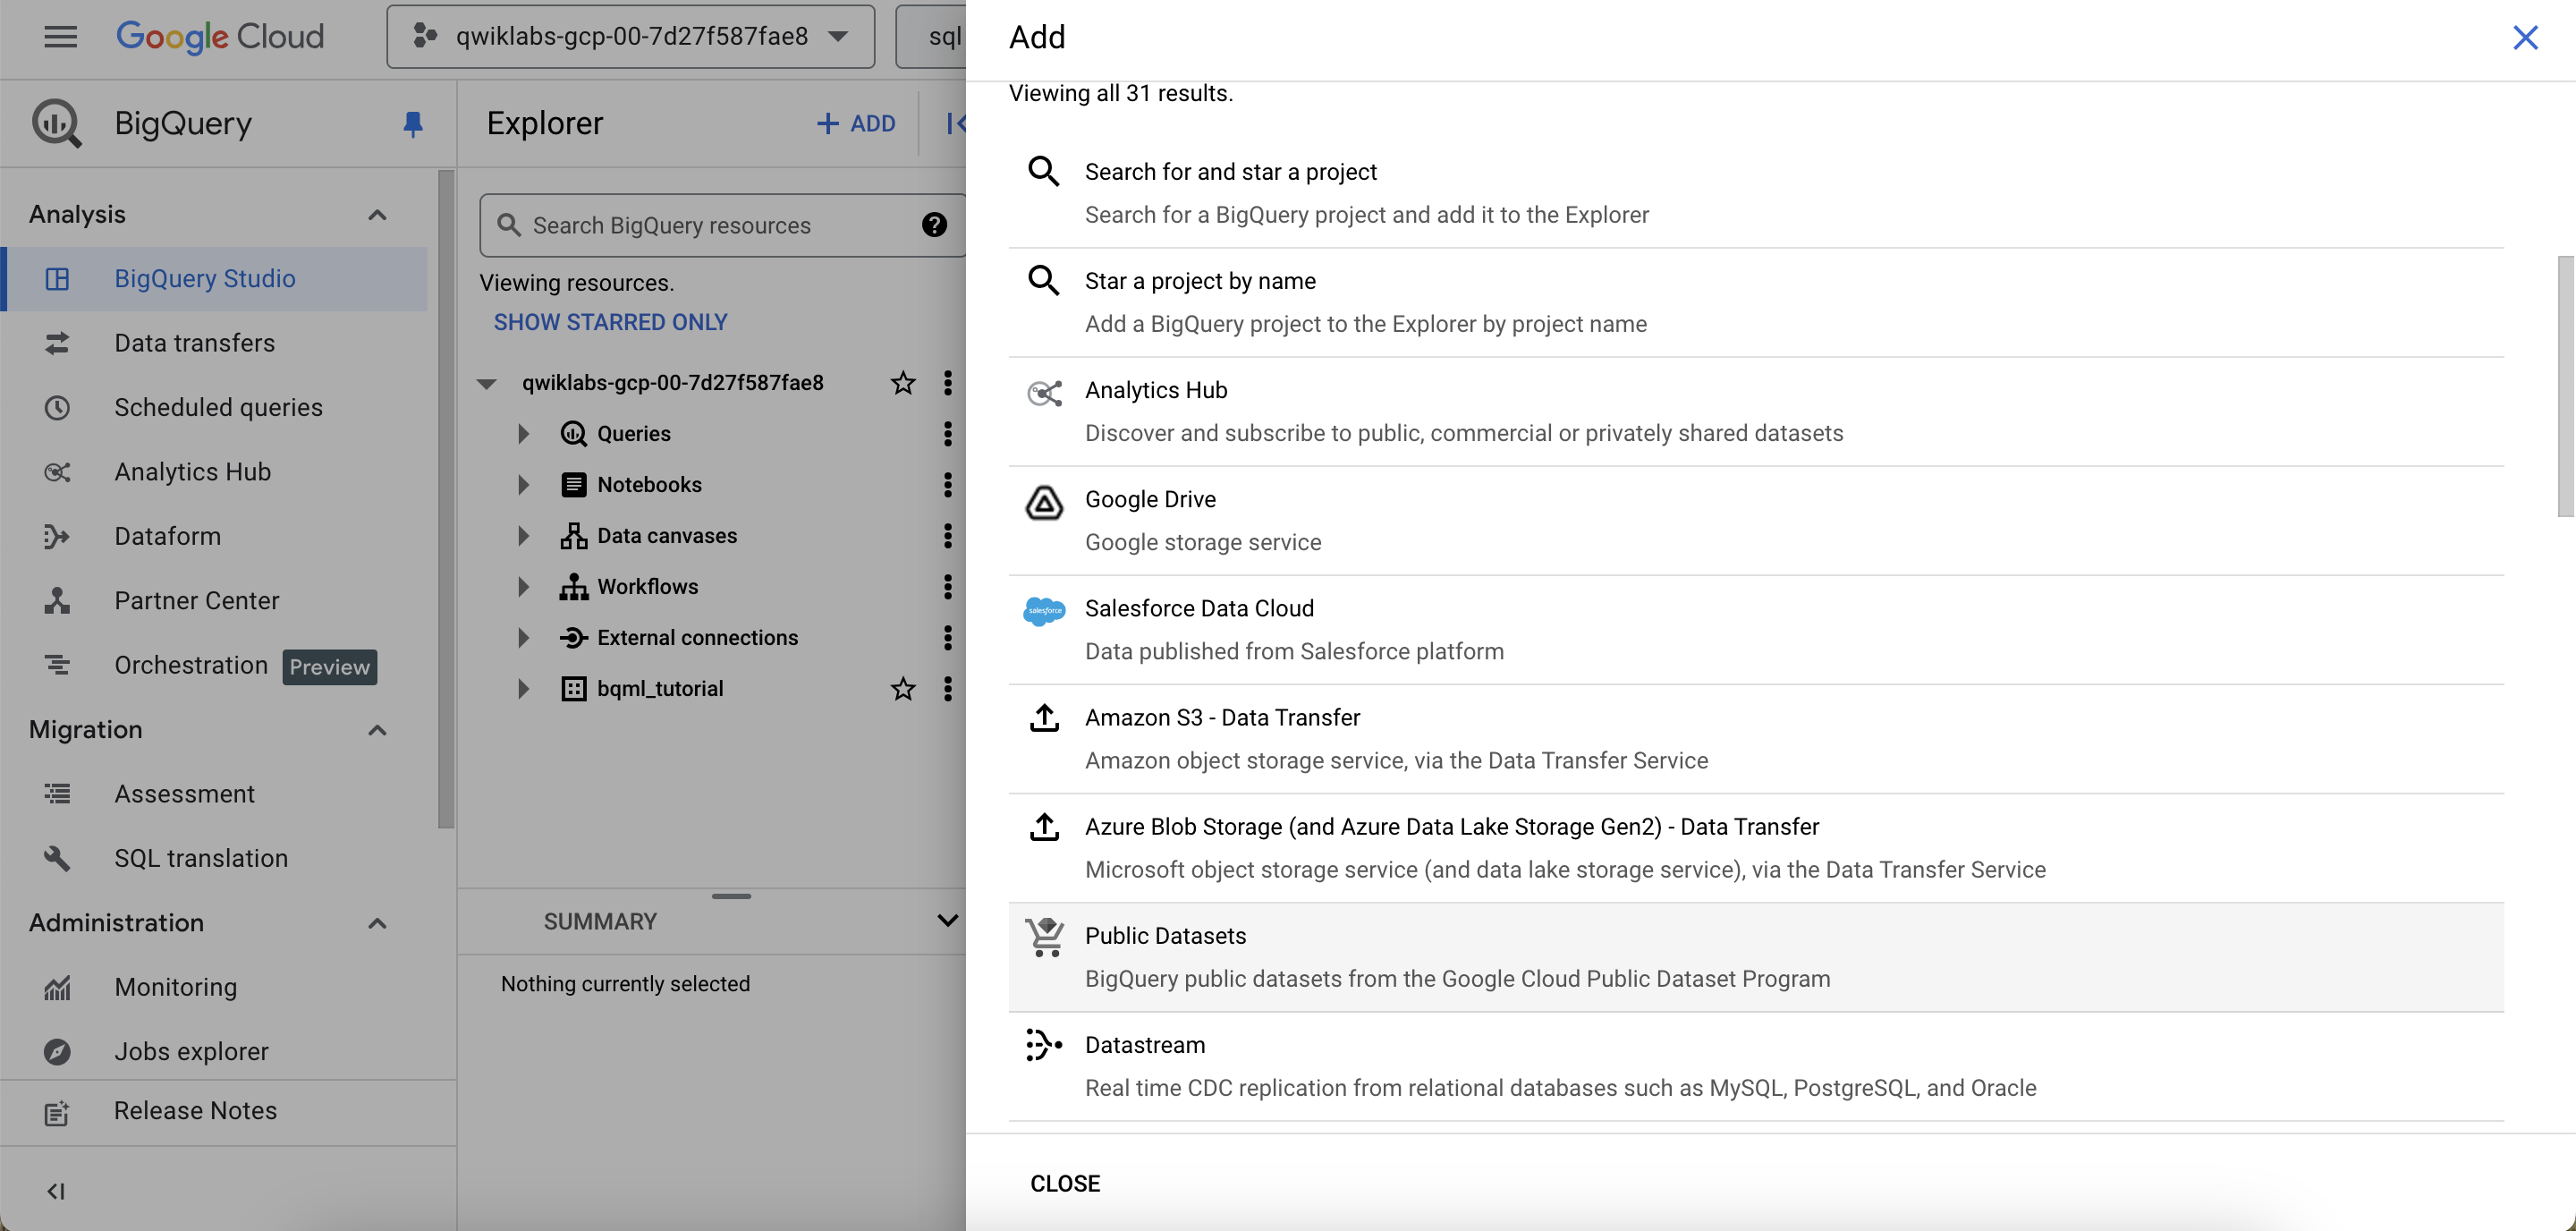 Google Cloud
qwiklabs-gcp-00-7d27f587fae8
sql
BigQuery
Analysis
BigQuery Studio
Data transfers
Scheduled queries
Analytics Hub
Dataform
Partner Center
Orchestration Preview
Migration
Assessment
SQL translation
Administration
Monitoring
Jobs explorer
Release Notes
Explorer
+ ADD
Search BigQuery resources
?
Viewing resources.
SHOW STARRED ONLY
qwiklabs-gcp-00-7d27f587fae8
Queries
Notebooks
Data canvases
Workflows
External connections
bqml_tutorial
SUMMARY
Nothing currently selected
Add
Viewing all 31 results.
Search for and star a project
Search for a BigQuery project and add it to the Explorer
Star a project by name
Add a BigQuery project to the Explorer by project name
Analytics Hub
Discover and subscribe to public, commercial or privately shared datasets
Google Drive
Google storage service
salesforce
Salesforce Data Cloud
Data published from Salesforce platform
Amazon S3 - Data Transfer
Amazon object storage service, via the Data Transfer Service
Azure Blob Storage (and Azure Data Lake Storage Gen2) - Data Transfer
Microsoft object storage service (and data lake storage service), via the Data Transfer Service
Public Datasets
BigQuery public datasets from the Google Cloud Public Dataset Program
Datastream
Real time CDC replication from relational databases such as MySQL, PostgreSQL, and Oracle
CLOSE